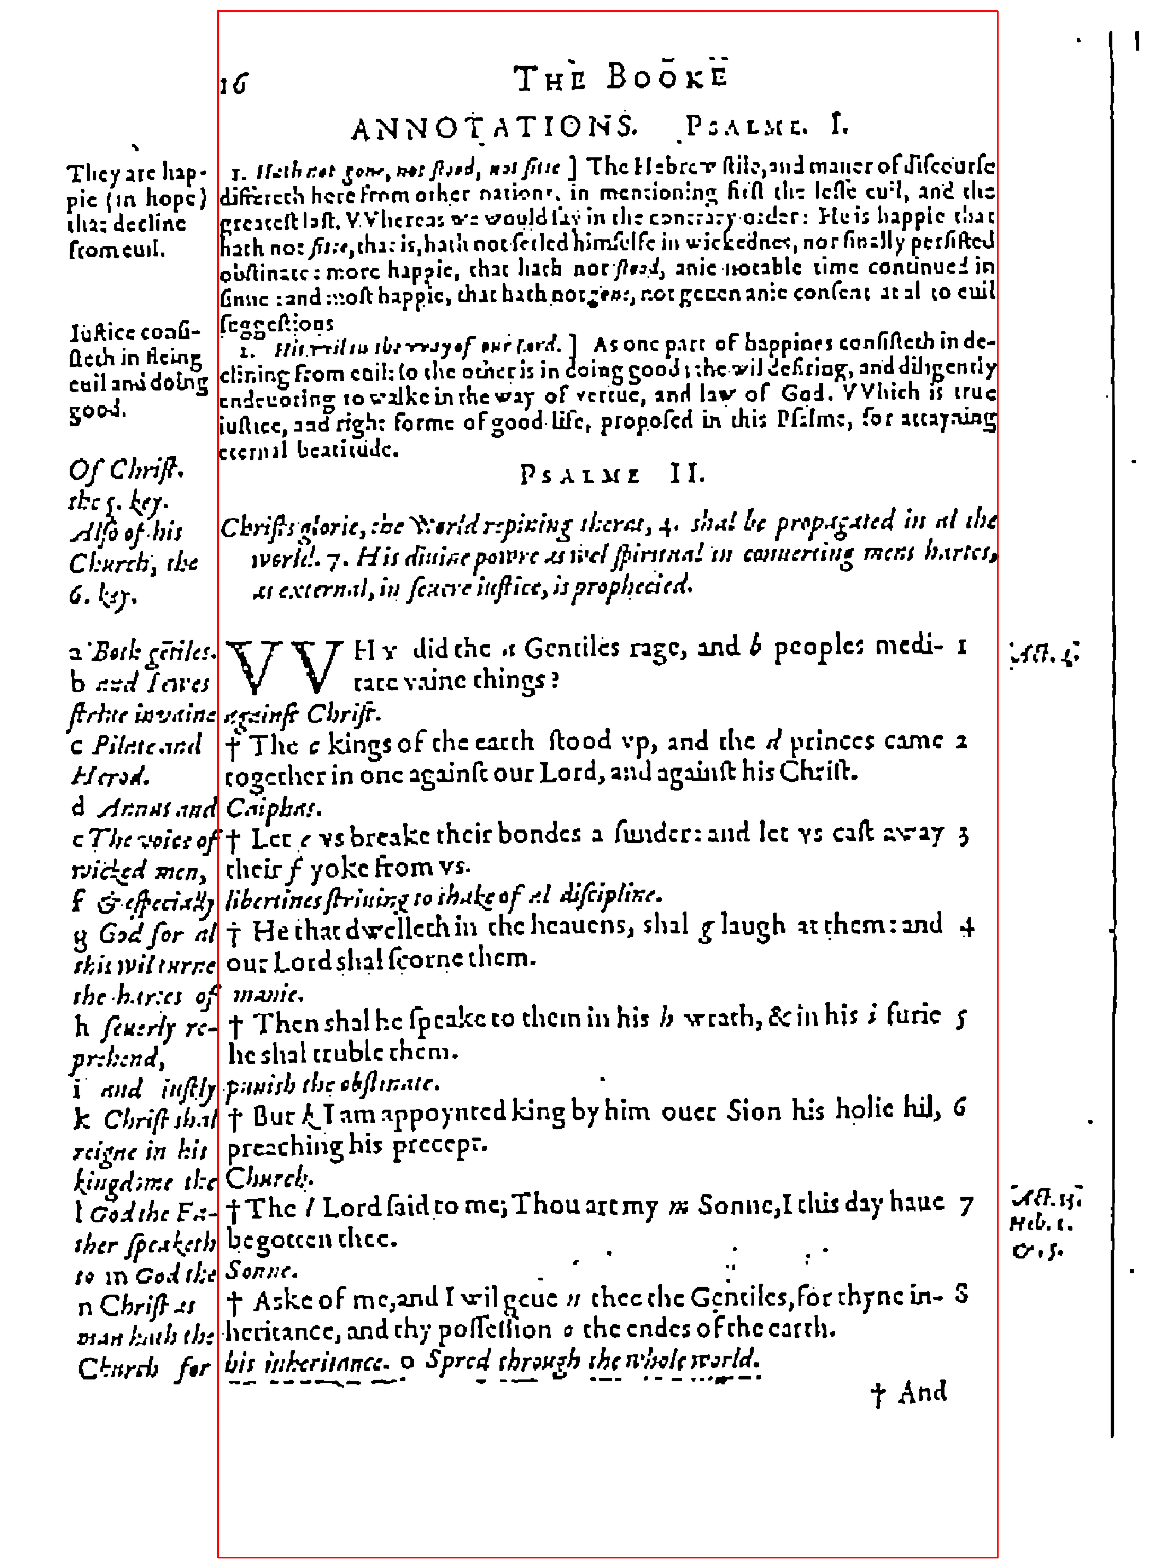 16 THE BOOKE
ANNOTATIONS. PSALME. I.
They are hap-
pie (in hope)
that decline
from euil.
1. Hath not gone, not ſtood, not ſitte ] The Hebrew ſtile, and maner of diſcourſe
differeth here from other nations, in mentioning firſt the leſſe euil, and the
greateſt laſt. VVhereas we would ſay in the contrary order: He is happie that
hath not ſitte, that is, hath not ſetled himſelfe in wickednes, nor finally perſiſted
obſtinate: more happie, that hath not ſtood, anie notable time continued in
ſinne: and moſt happie, that hath not gone, not geuen anie conſent at al to euil
ſeggeſtions
Iuſtice conſi-
ſteth in fleing
euil and doing
good.
2. His wil in the way of our Lord. ] As one part of happines conſiſteth in de-
clining from euil: ſo the other is in doing good; the wil deſiring, and diligently
endeuoring to walke in the way of vertue, and law of God. VVhich is true
iuſtice, and right forme of good life, propoſed in this Pſalme, for attayning
eternal beatitude.
PSALME II.
Of Chriſt.
the 5. key.
Alſo of his
Church, the
6. key.
Chriſts glorie, the World repining therat, 4. shal be propagated in al the
world. 7. His diuine powre as wel ſpiritual in conuerting mens hartes,
as external, in ſeuere iuſtice, is prophecied.
a Both gētiles. VVHY did the a Gentiles rage, and b peoples medi- 1 Act. 4.
b and Iewes tate vaine things?
ſtriue in vaine againſt Chriſt.
c Pilate and † The c kings of the earth ſtood vp, and the d princes came 2
Herod. together in one againſt our Lord, and againſt his Chriſt.
d Annas and Caiphas.
e The voice of † Let e vs breake their bondes a ſunder: and let vs caſt away 3
wicked men, their f yoke from vs.
f & eſpecially libertines ſtriuing to shake of al diſcipline.
g God for al † He that dwelleth in the heauens, shal g laugh at them: and 4
this wil turne our Lord shal ſcorne them.
the hartes of manie.
h ſeuerly re- † Then shal he ſpeake to them in his h wrath, & in his i furie 5
prehend, he shal truble them.
i and iuſtly punish the obſtinate.
k Chriſt shal † But k I am appoynted king by him ouer Sion his holie hil, 6
reigne in his preaching his precept.
kingdome the Church.
l God the Fa- † The l Lord ſaid to me; Thou art my m Sonne, I this day haue 7 Act. 13.
ther ſpeaketh begotten thee. Heb. 1.
to m God the Sonne. & 5.
n Chriſt as † Aske of me, and I wil geue n thee the Gentiles, for thyne in- 8
man hath the heritance, and thy poſſeſſion o the endes of the earth.
Church for his inheritance. o Spred through the whole world.
† And